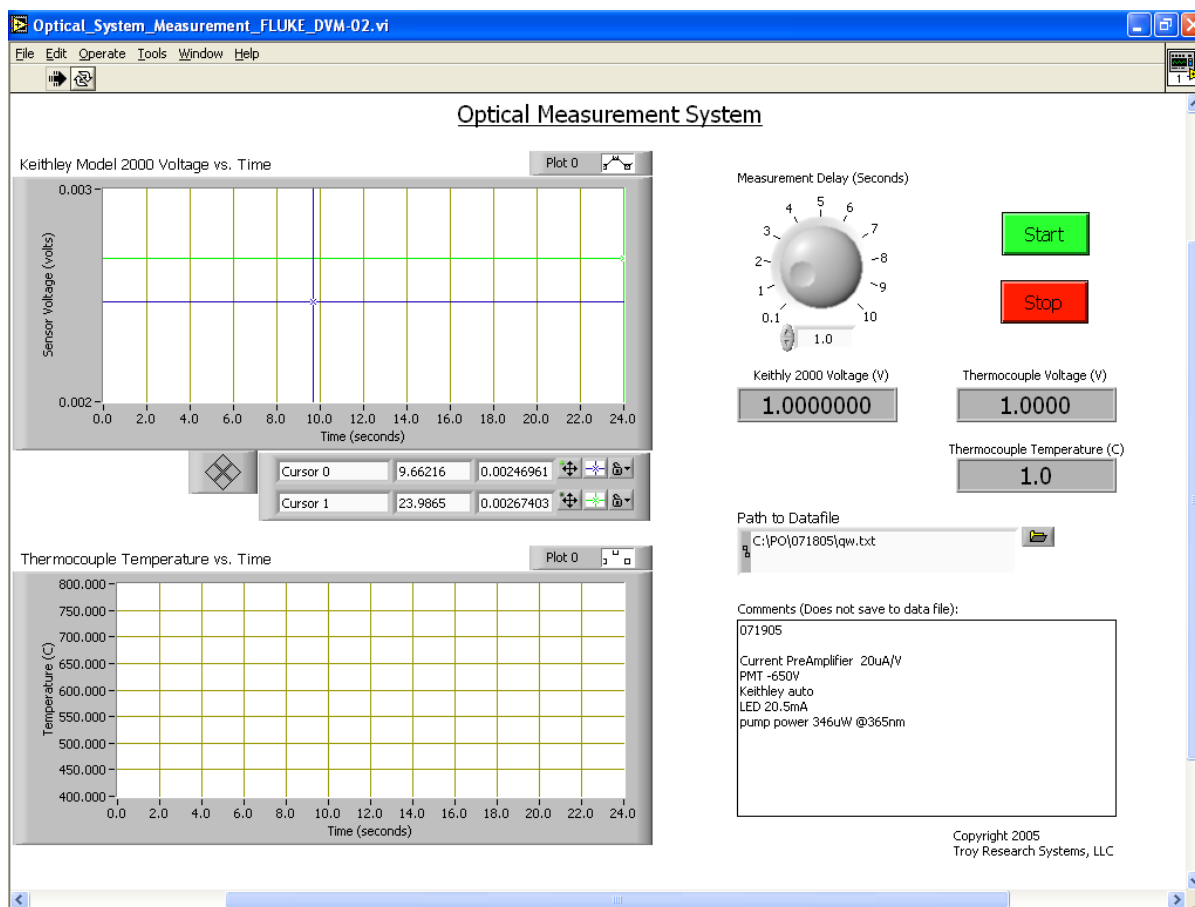 Optical_System_Measurement_FLUKE_DVM-02.vi
File Edit Operate Tools Window Help
1
Optical Measurement System
Keithley Model 2000 Voltage vs. Time
Plot 0
0.003
Sensor Voltage (volts)
0.002
0.0 2.0 4.0 6.0 8.0 10.0 12.0 14.0 16.0 18.0 20.0 22.0 24.0
Time (seconds)
Cursor 0 9.66216 0.00246961
Cursor 1 23.9865 0.00267403
Thermocouple Temperature vs. Time
Plot 0
800.000
750.000
700.000
650.000
600.000
550.000
500.000
450.000
400.000
Temperature (C)
0.0 2.0 4.0 6.0 8.0 10.0 12.0 14.0 16.0 18.0 20.0 22.0 24.0
Time (seconds)
Measurement Delay (Seconds)
0.1 1 2 3 4 5 6 7 8 9 10
1.0
Start
Stop
Keithly 2000 Voltage (V)
1.0000000
Thermocouple Voltage (V)
1.0000
Thermocouple Temperature (C)
1.0
Path to Datafile
C:\PO\071805\qw.txt
Comments (Does not save to data file):
071905
Current PreAmplifier 20uA/V
PMT -650V
Keithley auto
LED 20.5mA
pump power 346uW @365nm
Copyright 2005
Troy Research Systems, LLC